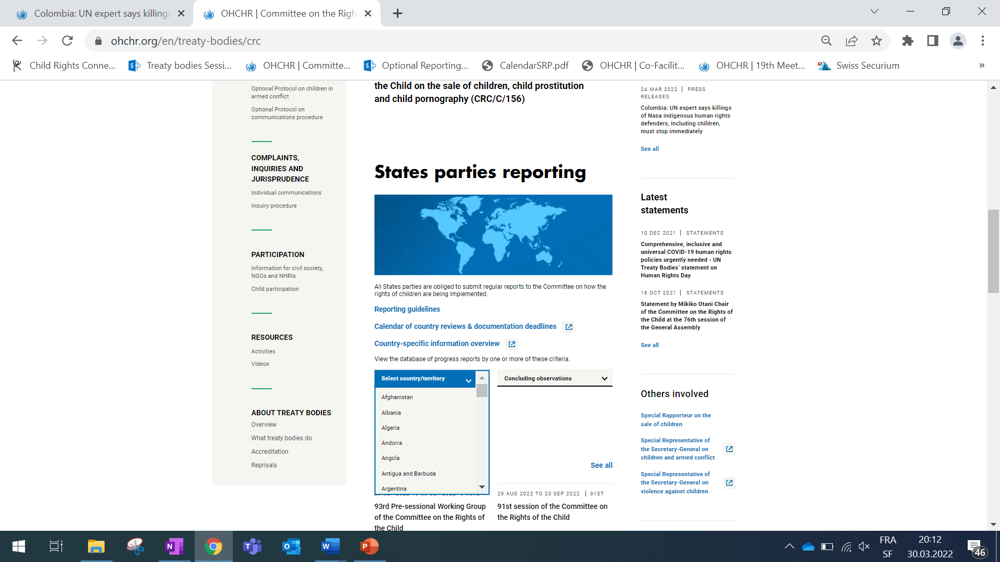 Colombia: UN expert says killings
OHCHR | Committee on the Righ
ohchr.org/en/treaty-bodies/crc
Child Rights Conne...
Treaty bodies Sessi...
OHCHR | Committe...
Optional Reporting...
CalendarSRP.pdf
OHCHR | Co-Facilit...
OHCHR | 19th Meet...
Swiss Securium
»
Optional Protocol on children in
armed conflict
Optional Protocol on
communications procedure
COMPLAINTS,
INQUIRIES AND
JURISPRUDENCE
Individual communications
Inquiry procedure
PARTICIPATION
Information for civil society,
NGOs and NHRIs
Child participation
RESOURCES
Activities
Videos
ABOUT TREATY BODIES
Overview
What treaty bodies do
Accreditation
Reprisals
the Child on the sale of children, child prostitution
and child pornography (CRC/C/156)
States parties reporting
All States parties are obliged to submit regular reports to the Committee on how the
rights of children are being implemented.
Reporting guidelines
Calendar of country reviews & documentation deadlines
Country-specific information overview
View the database of progress reports by one or more of these criteria.
Select country/territory
Afghanistan
Albania
Algeria
Andorra
Angola
Antigua and Barbuda
Argentina
Concluding observations
See all
93rd Pre-sessional Working Group
of the Committee on the Rights of
the Child
29 AUG 2022 TO 23 SEP 2022 | 91ST
91st session of the Committee on
the Rights of the Child
24 MAR 2022 | PRESS
RELEASES
Colombia: UN expert says killings
of Nasa indigenous human rights
defenders, including children,
must stop immediately
See all
Latest
statements
10 DEC 2021 | STATEMENTS
Comprehensive, inclusive and
universal COVID-19 human rights
policies urgently needed - UN
Treaty Bodies' statement on
Human Rights Day
18 OCT 2021 | STATEMENTS
Statement by Mikiko Otani Chair
of the Committee on the Rights of
the Child at the 76th session of
the General Assembly
See all
Others involved
Special Rapporteur on the
sale of children
Special Representative of
the Secretary-General on
children and armed conflict
Special Representative of
the Secretary-General on
violence against children
FRA
SF
20:12
30.03.2022
46